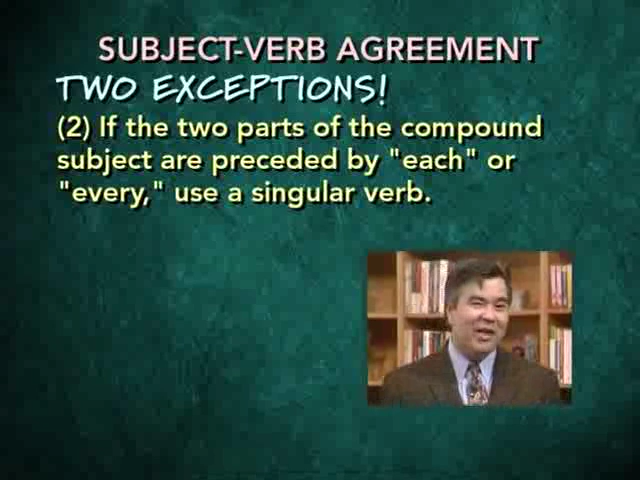 SUBJECT-VERB AGREEMENT
TWO EXCEPTIONS!
(2) If the two parts of the compound
subject are preceded by "each" or
"every," use a singular verb.